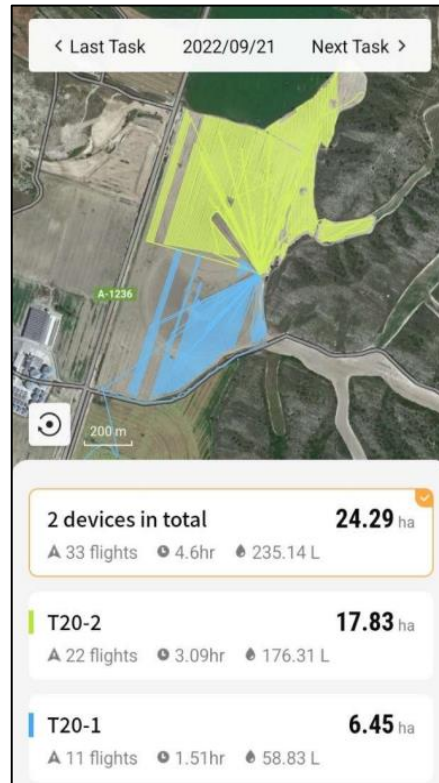 < Last Task 2022/09/21 Next Task >
A-1236
200 m
2 devices in total 24.29 ha
33 flights 4.6hr 235.14 L
T20-2 17.83 ha
22 flights 3.09hr 176.31 L
T20-1 6.45 ha
11 flights 1.51hr 58.83 L